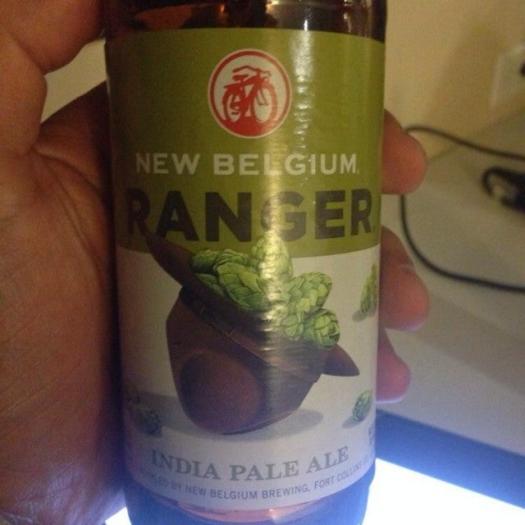 NEW BELGIUM
RANGER
INDIA PALE ALE
BY NEW BELGIUM BREWING, FORT COLLINS